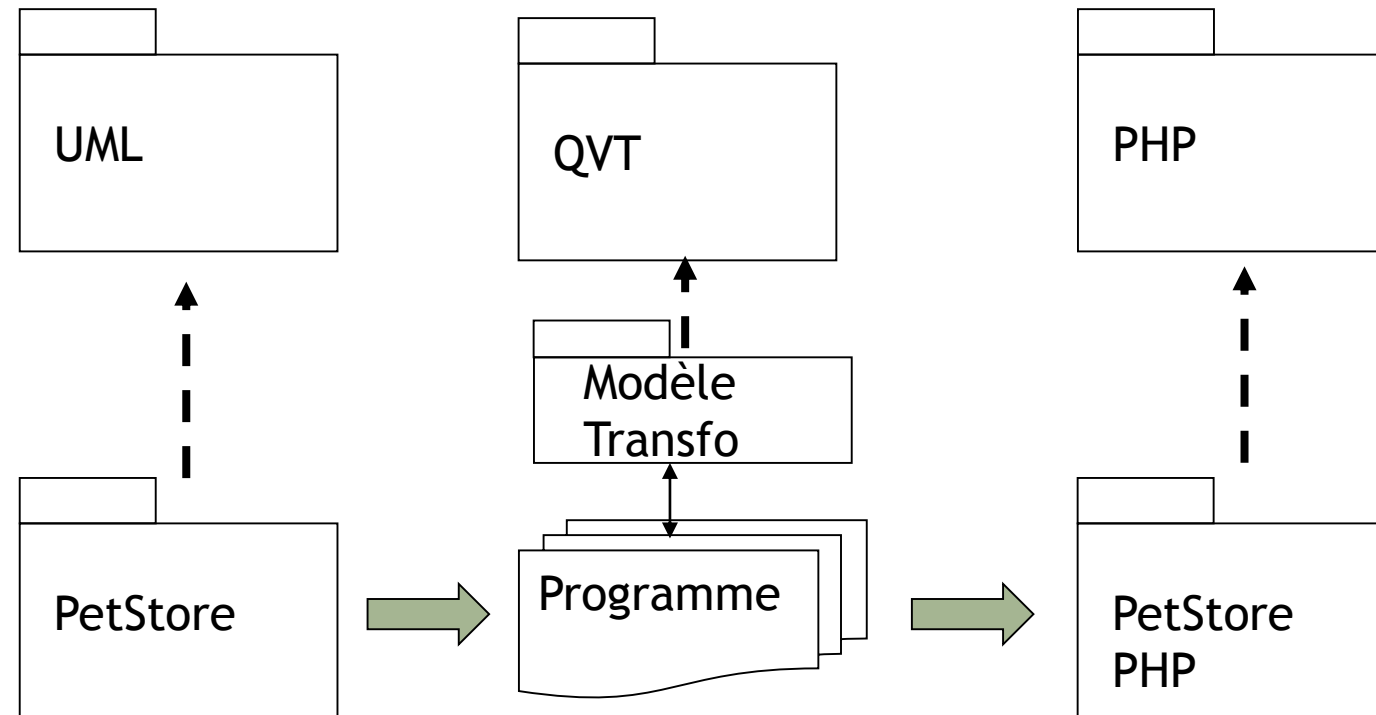 UML
QVT
PHP
Modèle
Transfo
PetStore
Programme
PetStore
PHP